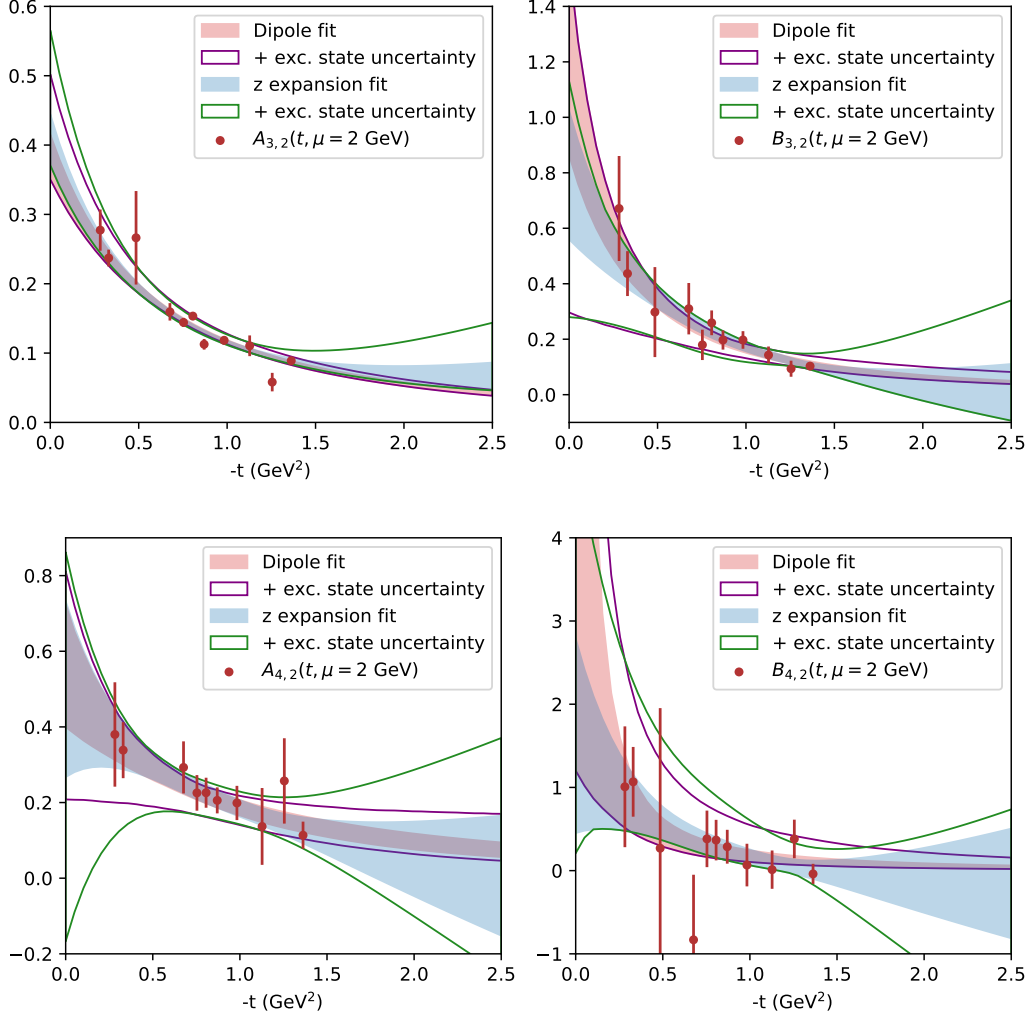 0.6
0.5
0.4
0.3
0.2
0.1
0.0
0.0 0.5 1.0 1.5 2.0 2.5
-t (GeV²)
Dipole fit
+ exc. state uncertainty
z expansion fit
+ exc. state uncertainty
A₃,₂(t, μ = 2 GeV)
1.4
1.2
1.0
0.8
0.6
0.4
0.2
0.0
0.0 0.5 1.0 1.5 2.0 2.5
-t (GeV²)
Dipole fit
+ exc. state uncertainty
z expansion fit
+ exc. state uncertainty
B₃,₂(t, μ = 2 GeV)
0.8
0.6
0.4
0.2
0.0
−0.2
0.0 0.5 1.0 1.5 2.0 2.5
-t (GeV²)
Dipole fit
+ exc. state uncertainty
z expansion fit
+ exc. state uncertainty
A₄,₂(t, μ = 2 GeV)
4
3
2
1
0
−1
0.0 0.5 1.0 1.5 2.0 2.5
-t (GeV²)
Dipole fit
+ exc. state uncertainty
z expansion fit
+ exc. state uncertainty
B₄,₂(t, μ = 2 GeV)